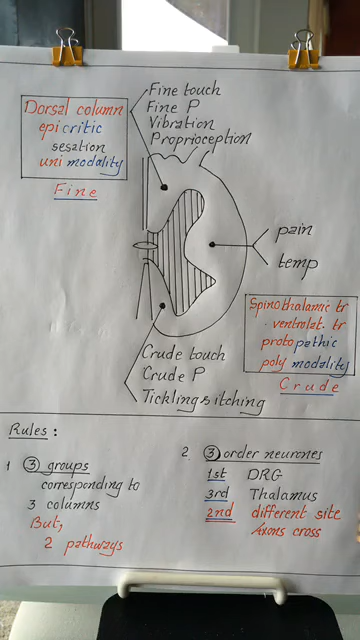 Fine touch
Fine P
Vibration
Proprioception
Dorsal column
epicritic
sesation
uni modality
Fine
pain
temp
Spinothalamic tr
ventrolat. tr
proto pathic
poly modality
Crude
Crude touch
Crude P
Tickling & itching
Rules :
1 3 groups
corresponding to
3 columns
But,
2 pathways
2. 3 order neurones
1st DRG
3rd Thalamus
2nd different site
Axons cross